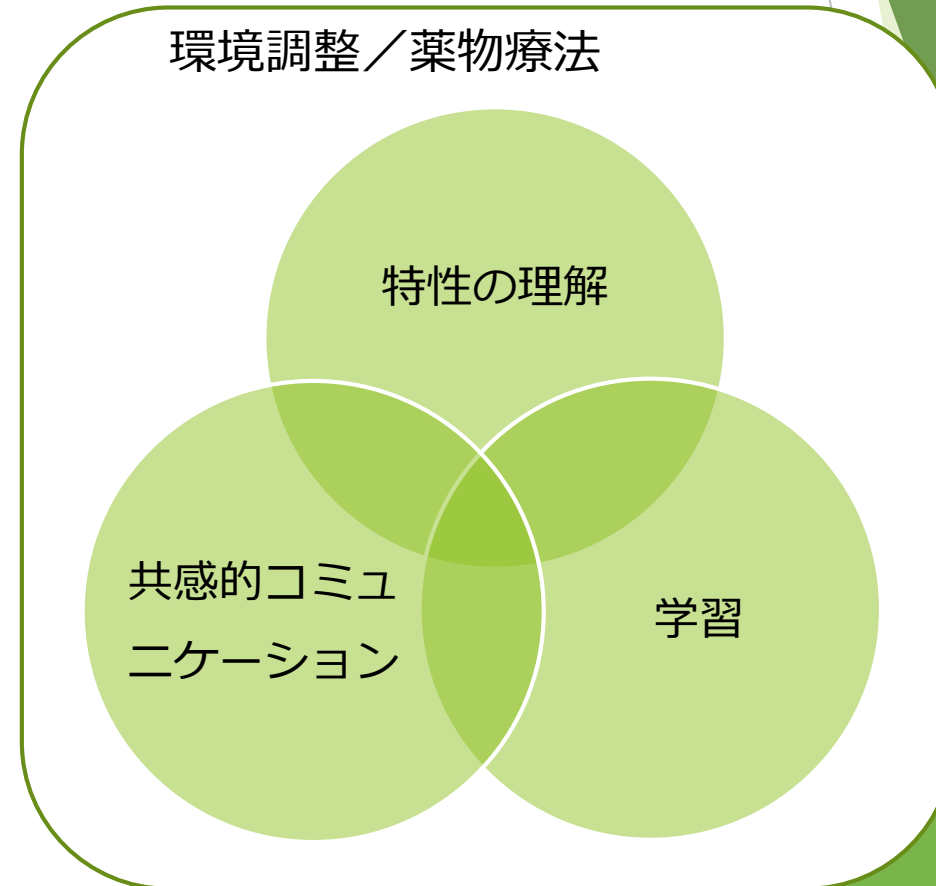 環境調整／薬物療法
特性の理解
共感的コミュ
ニケーション
学習